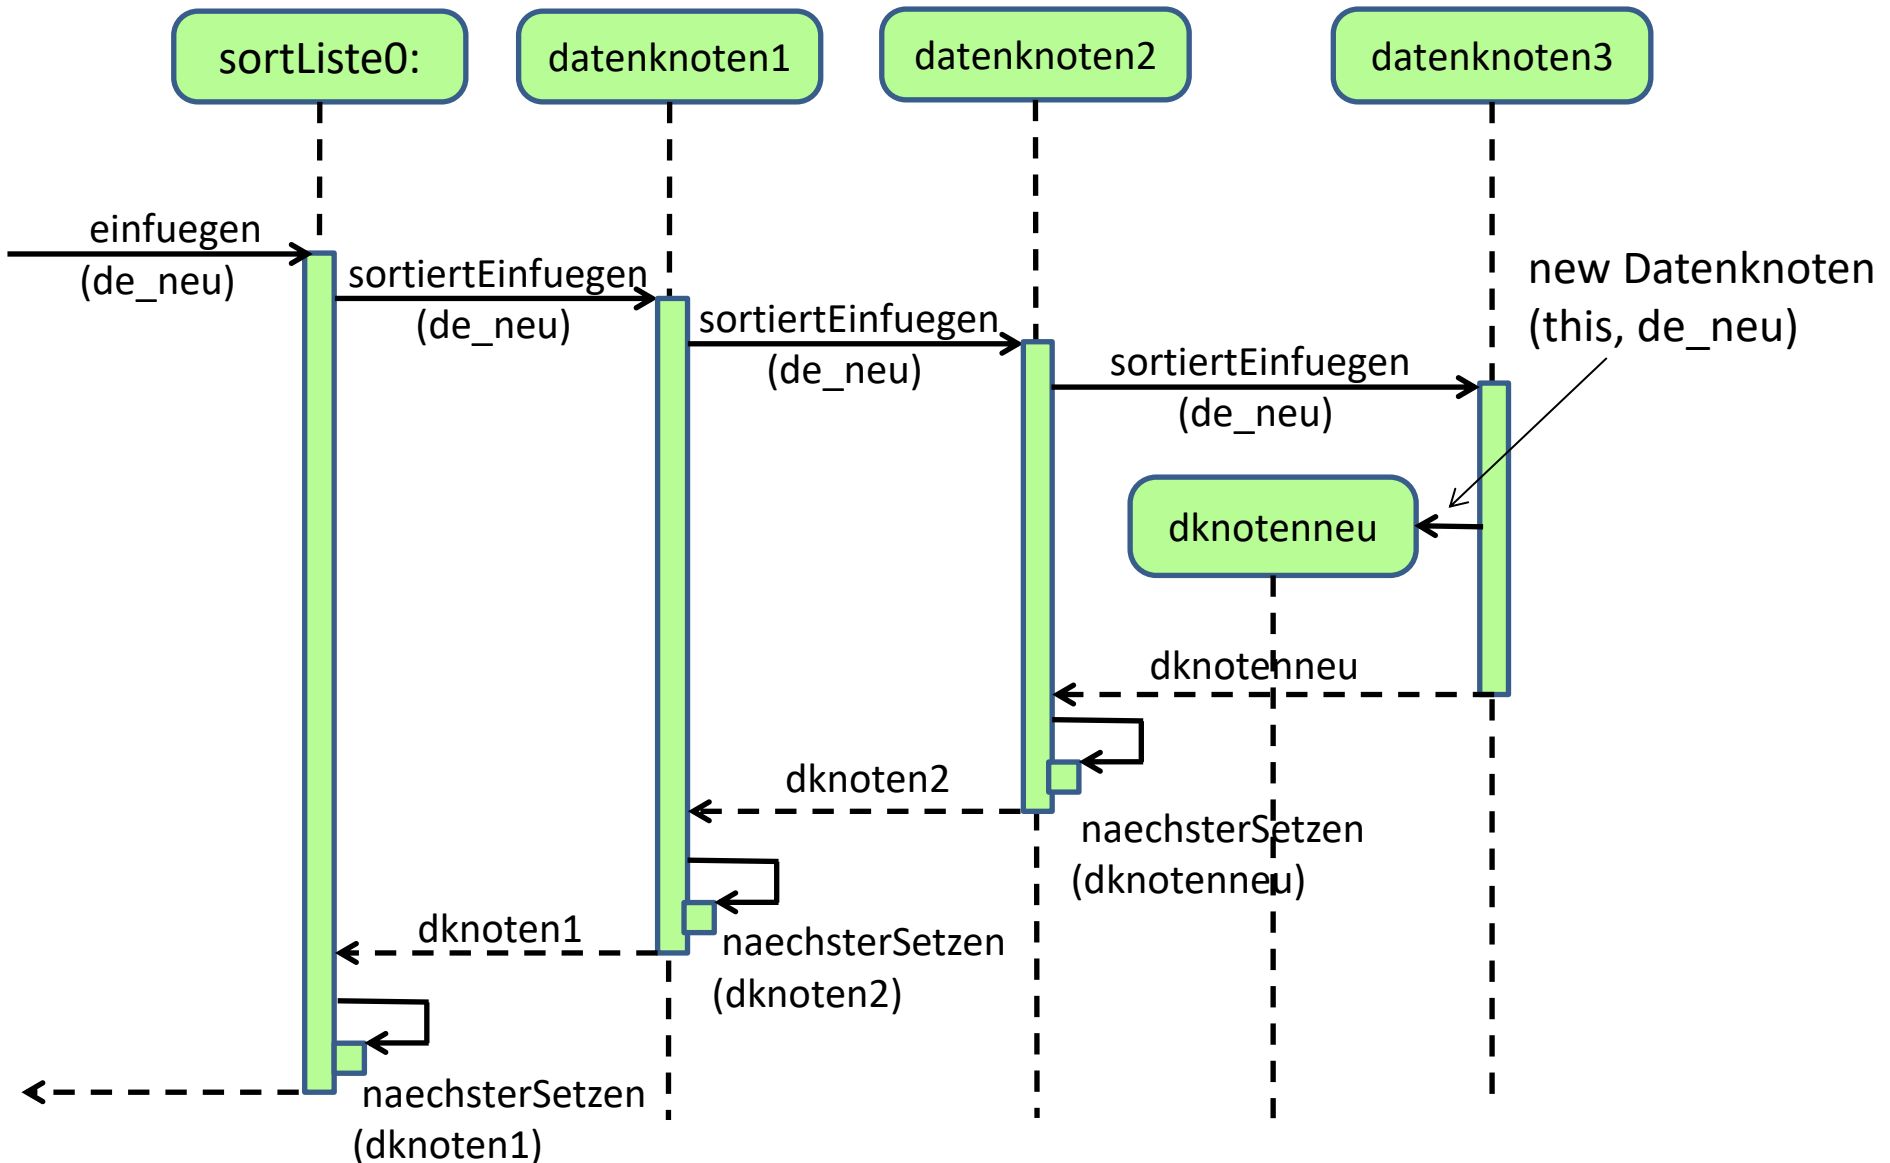 sortListe0:
datenknoten1
datenknoten2
datenknoten3
einfuegen
(de_neu)
sortiertEinfuegen
(de_neu)
sortiertEinfuegen
(de_neu)
sortiertEinfuegen
(de_neu)
new Datenknoten
(this, de_neu)
dknotenneu
dknotenneu
naechsterSetzen
(dknotenneu)
dknoten2
naechsterSetzen
(dknoten2)
dknoten1
naechsterSetzen
(dknoten1)